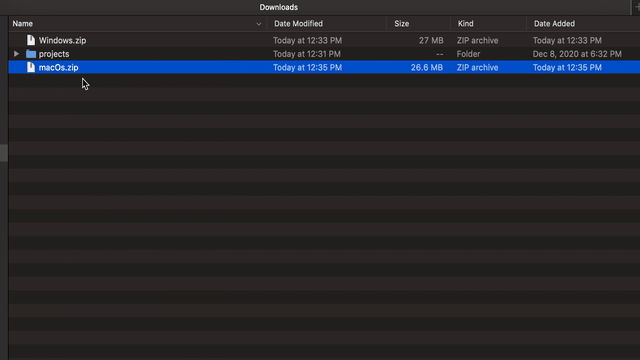 Downloads
Name Date Modified Size Kind Date Added
Windows.zip Today at 12:33 PM 27 MB ZIP archive Today at 12:33 PM
projects Today at 12:31 PM -- Folder Dec 8, 2020 at 6:32 PM
macOs.zip Today at 12:35 PM 26.6 MB ZIP archive Today at 12:35 PM